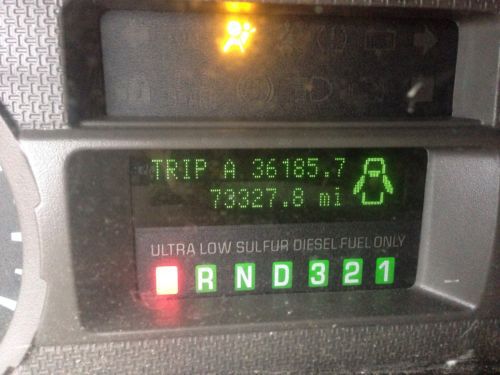 TRIP A 36185.7
73327.8 mi
ULTRA LOW SULFUR DIESEL FUEL ONLY
R N D 3 2 1